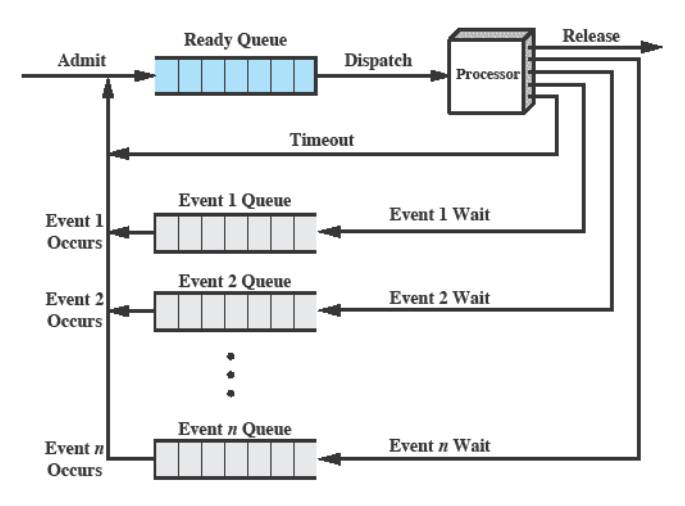 Ready Queue
Release
Admit
Dispatch
Processor
Timeout
Event 1 Queue
Event 1 Wait
Event 1
Occurs
Event 2 Queue
Event 2 Wait
Event 2
Occurs
Event n Queue
Event n Wait
Event n
Occurs